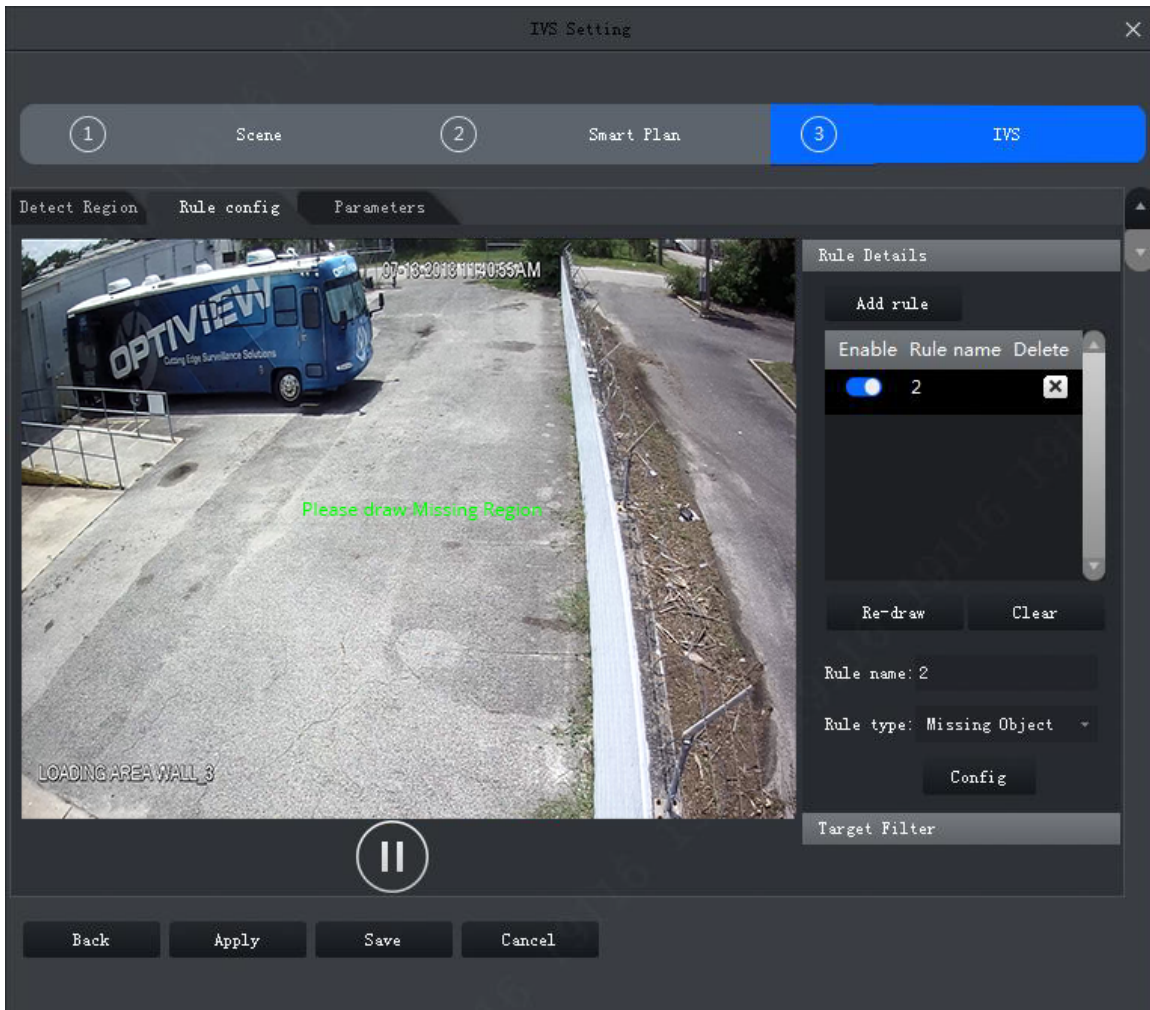 IVS Setting
1 Scene 2 Smart Plan 3 IVS
Detect Region Rule config Parameters
07-13-2018 11:40:55 AM
OPTIVIEW
Cutting Edge Surveillance Solutions
Please draw Missing Region
LOADING AREA WALL_3
Rule Details
Add rule
Enable Rule name Delete
2
Re-draw Clear
Rule name: 2
Rule type: Missing Object
Config
Target Filter
Back Apply Save Cancel